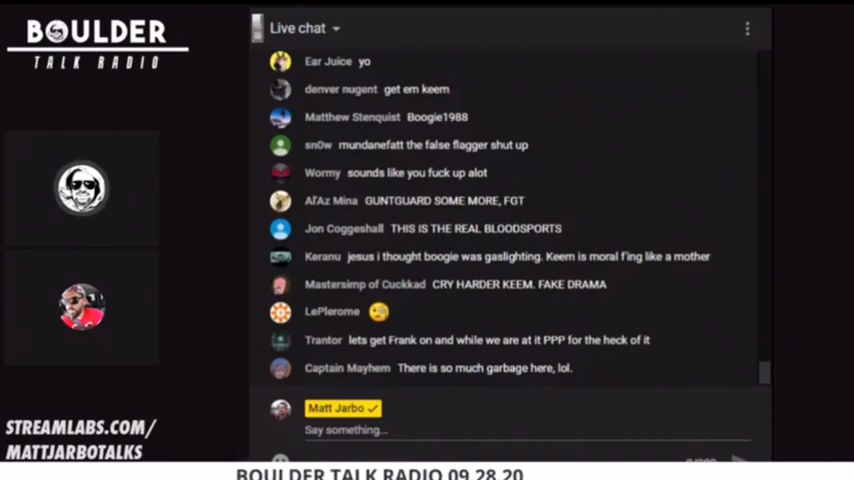 BOULDER
TALK RADIO
Live chat
Ear Juice yo
denver nugent get em keem
Matthew Stenquist Boogie1988
sn0w mundanefatt the false flagger shut up
Wormy sounds like you fuck up alot
Al'Az Mina GUNTGUARD SOME MORE, FGT
Jon Coggeshall THIS IS THE REAL BLOODSPORTS
Keranu jesus i thought boogie was gaslighting. Keem is moral f'ing like a mother
Mastersimp of Cuckkad CRY HARDER KEEM. FAKE DRAMA
LePlerome
Trantor lets get Frank on and while we are at it PPP for the heck of it
Captain Mayhem There is so much garbage here, lol.
Matt Jarbo
Say something...
STREAMLABS.COM/
MATTJARBOTALKS
BOULDER TALK RADIO 09.28.20